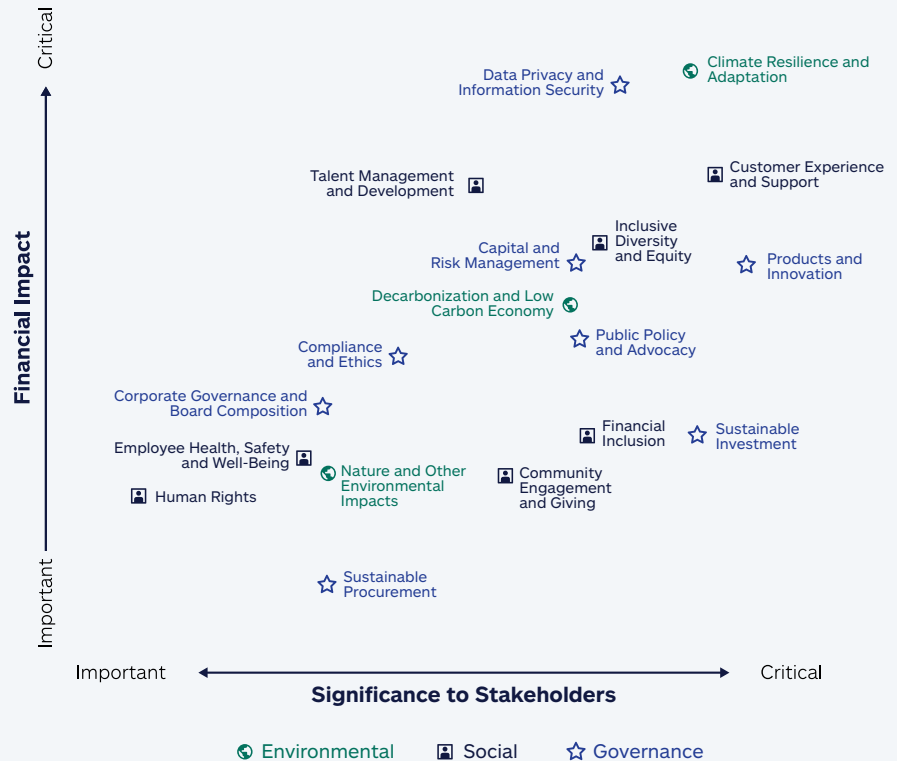 Critical
Climate Resilience and
Adaptation
Data Privacy and
Information Security
Customer Experience
and Support
Talent Management
and Development
Inclusive
Diversity
and Equity
Capital and
Risk Management
Products and
Innovation
Decarbonization and Low
Carbon Economy
Public Policy
and Advocacy
Compliance
and Ethics
Financial Impact
Corporate Governance and
Board Composition
Financial
Inclusion
Sustainable
Investment
Employee Health, Safety
and Well-Being
Nature and Other
Environmental
Impacts
Community
Engagement
and Giving
Human Rights
Sustainable
Procurement
Important
Important
Critical
Significance to Stakeholders
Environmental
Social
Governance